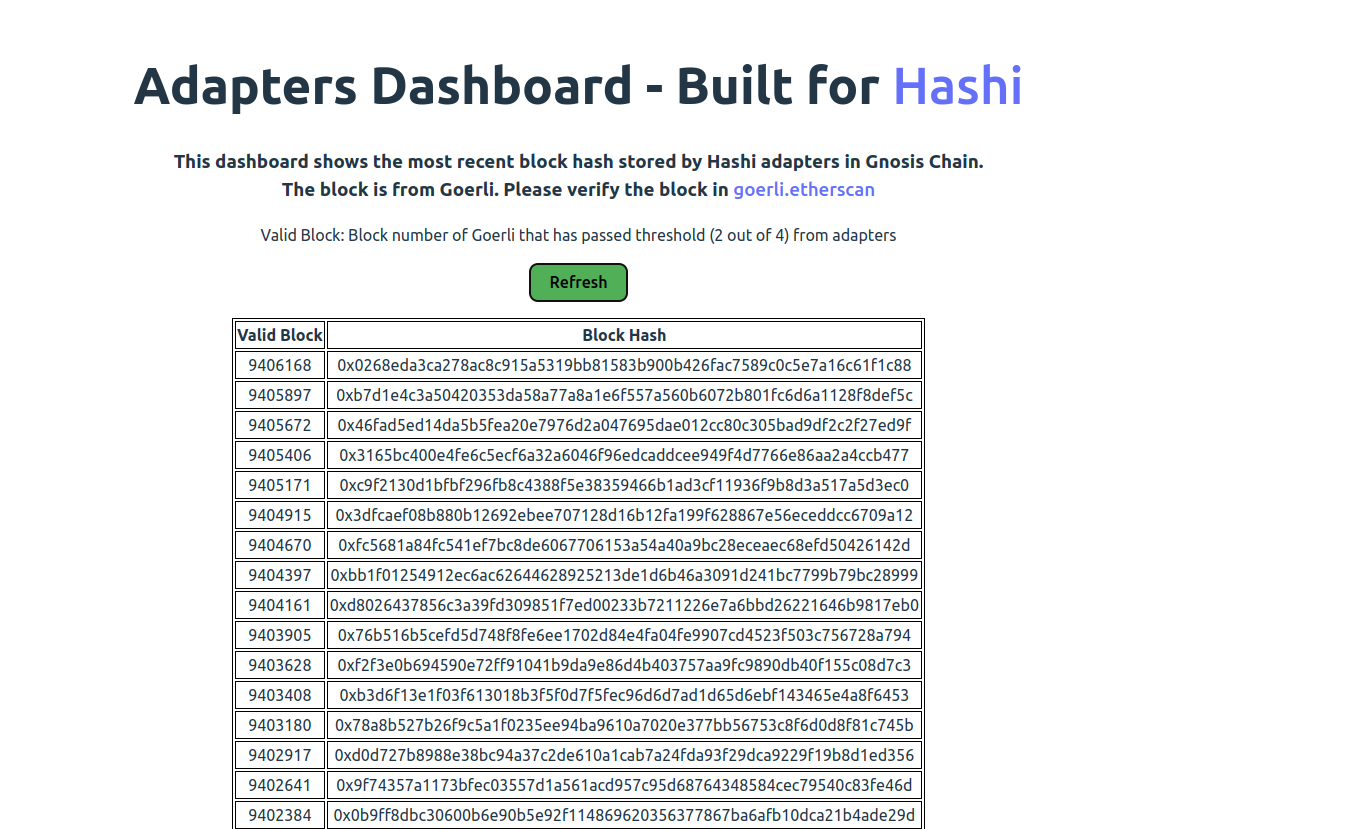 Adapters Dashboard - Built for Hashi
This dashboard shows the most recent block hash stored by Hashi adapters in Gnosis Chain.
The block is from Goerli. Please verify the block in goerli.etherscan
Valid Block: Block number of Goerli that has passed threshold (2 out of 4) from adapters
Refresh
Valid Block Block Hash
9406168 0x0268eda3ca278ac8c915a5319bb81583b900b426fac7589c0c5e7a16c61f1c88
9405897 0xb7d1e4c3a50420353da58a77a8a1e6f557a560b6072b801fc6d6a1128f8def5c
9405672 0x46fad5ed14da5b5fea20e7976d2a047695dae012cc80c305bad9df2c2f27ed9f
9405406 0x3165bc400e4fe6c5ecf6a32a6046f96edcaddcee949f4d7766e86aa2a4ccb477
9405171 0xc9f2130d1bfbf296fb8c4388f5e38359466b1ad3cf11936f9b8d3a517a5d3ec0
9404915 0x3dfcaef08b880b12692ebee707128d16b12fa199f628867e56eceddcc6709a12
9404670 0xfc5681a84fc541ef7bc8de6067706153a54a40a9bc28eceaec68efd50426142d
9404397 0xbb1f01254912ec6ac62644628925213de1d6b46a3091d241bc7799b79bc28999
9404161 0xd8026437856c3a39fd309851f7ed00233b7211226e7a6bbd26221646b9817eb0
9403905 0x76b516b5cefd5d748f8fe6ee1702d84e4fa04fe9907cd4523f503c756728a794
9403628 0xf2f3e0b694590e72ff91041b9da9e86d4b403757aa9fc9890db40f155c08d7c3
9403408 0xb3d6f13e1f03f613018b3f5f0d7f5fec96d6d7ad1d65d6ebf143465e4a8f6453
9403180 0x78a8b527b26f9c5a1f0235ee94ba9610a7020e377bb56753c8f6d0d8f81c745b
9402917 0xd0d727b8988e38bc94a37c2de610a1cab7a24fda93f29dca9229f19b8d1ed356
9402641 0x9f74357a1173bfec03557d1a561acd957c95d68764348584cec79540c83fe46d
9402384 0x0b9ff8dbc30600b6e90b5e92f114869620356377867ba6afb10dca21b4ade29d